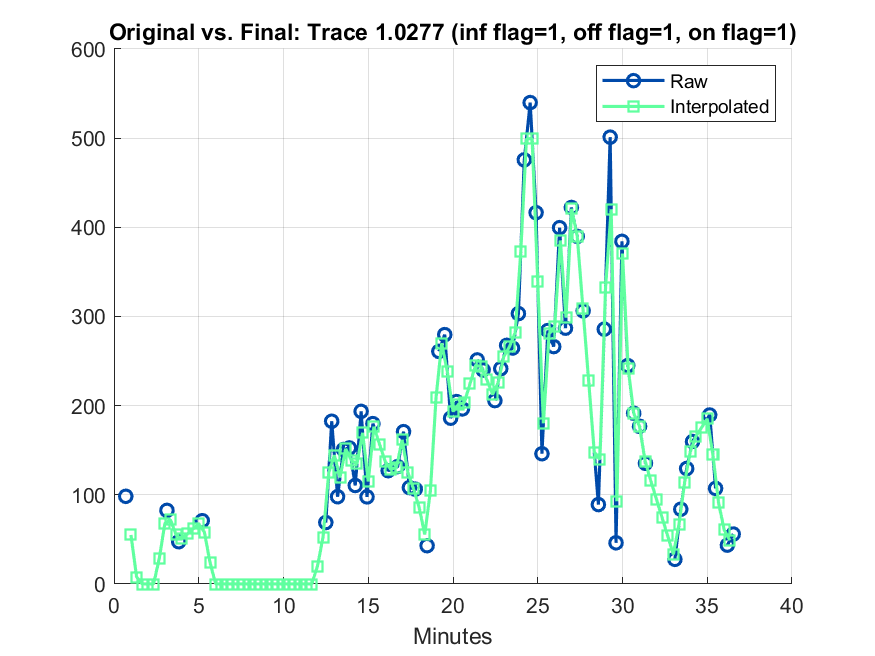 Original vs. Final: Trace 1.0277 (inf flag=1, off flag=1, on flag=1)
600
500
400
300
200
100
0
Raw
Interpolated
0 5 10 15 20 25 30 35 40
Minutes